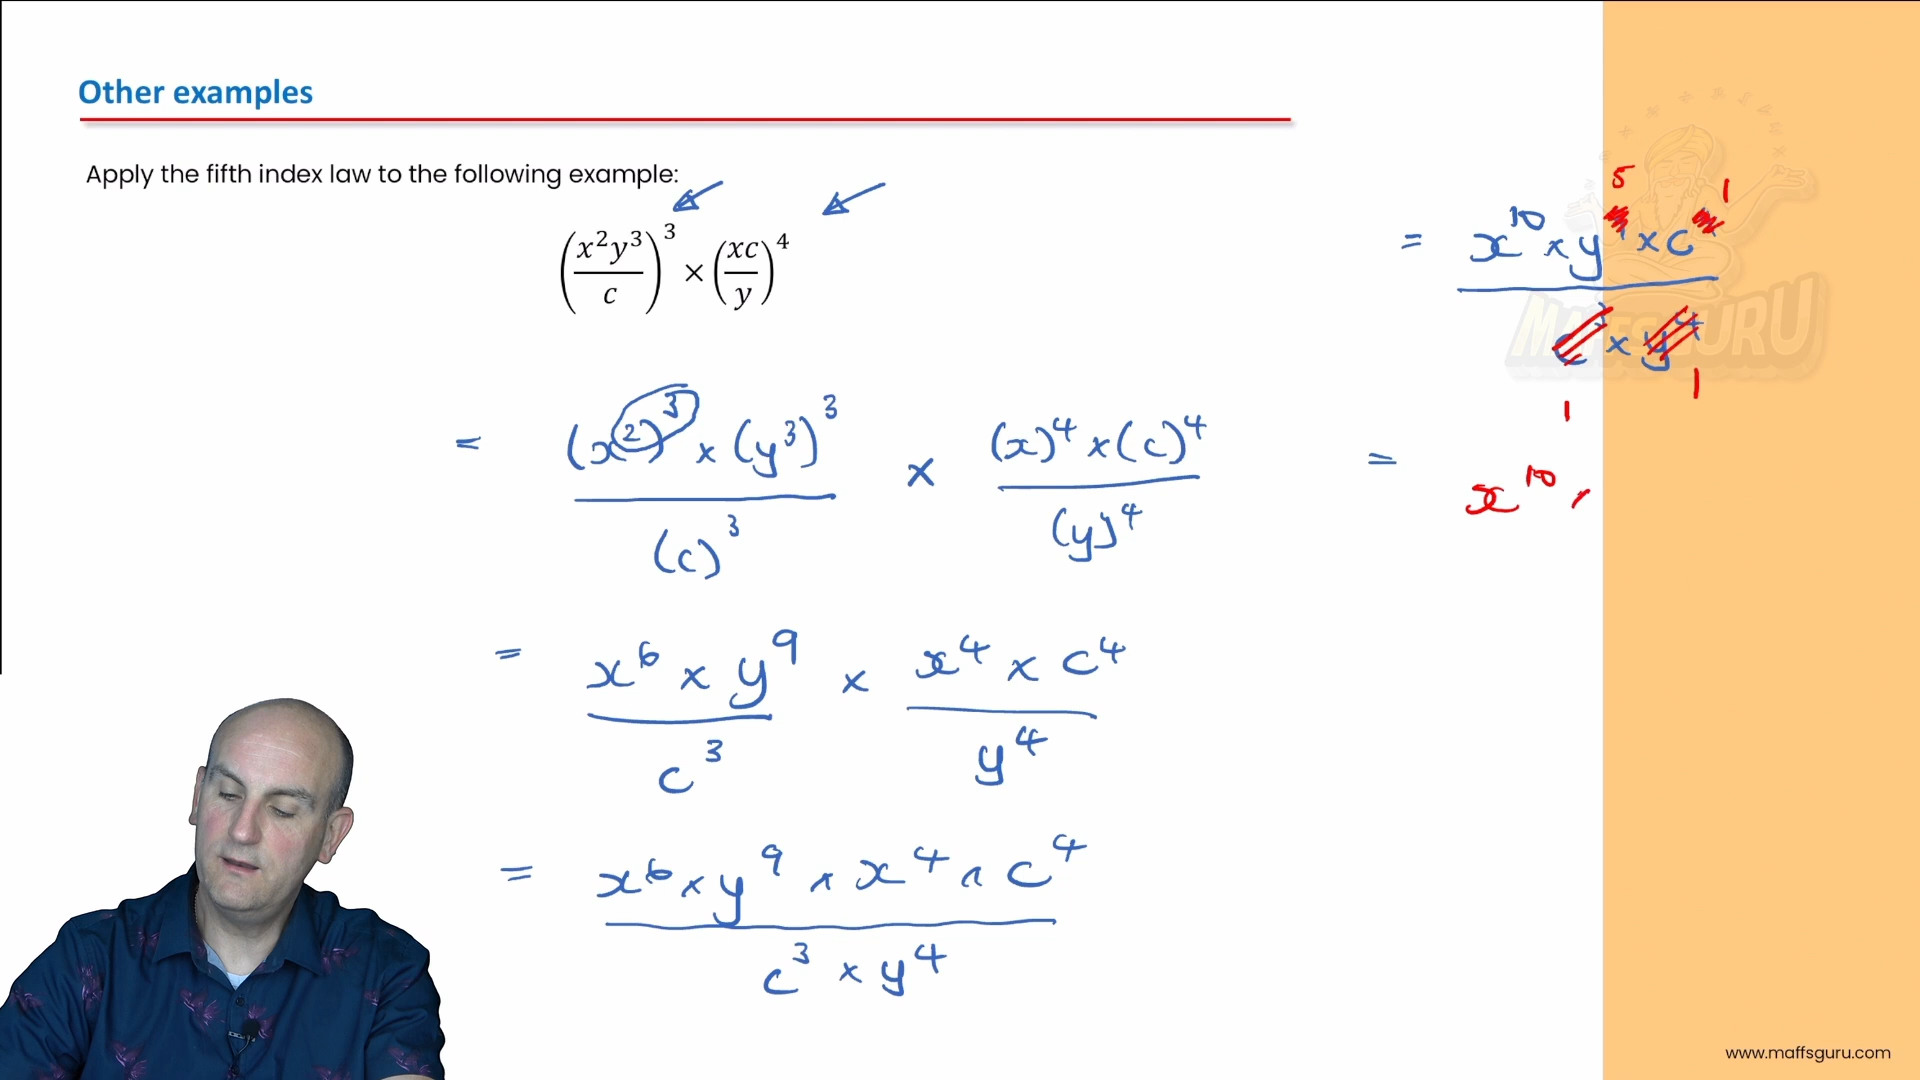 Other examples
Apply the fifth index law to the following example:
(x²y³/c)³ × (xc/y)⁴
= (x²)³ × (y³)³ / (c)³ × (x)⁴ × (c)⁴ / (y)⁴
= x⁶ × y⁹ / c³ × x⁴ × c⁴ / y⁴
= x⁶ × y⁹ × x⁴ × c⁴ / c³ × y⁴
5 1
= x¹⁰ × y × c / c³ × y⁴
1 1
= x¹⁰
MAFFSGURU
www.maffsguru.com